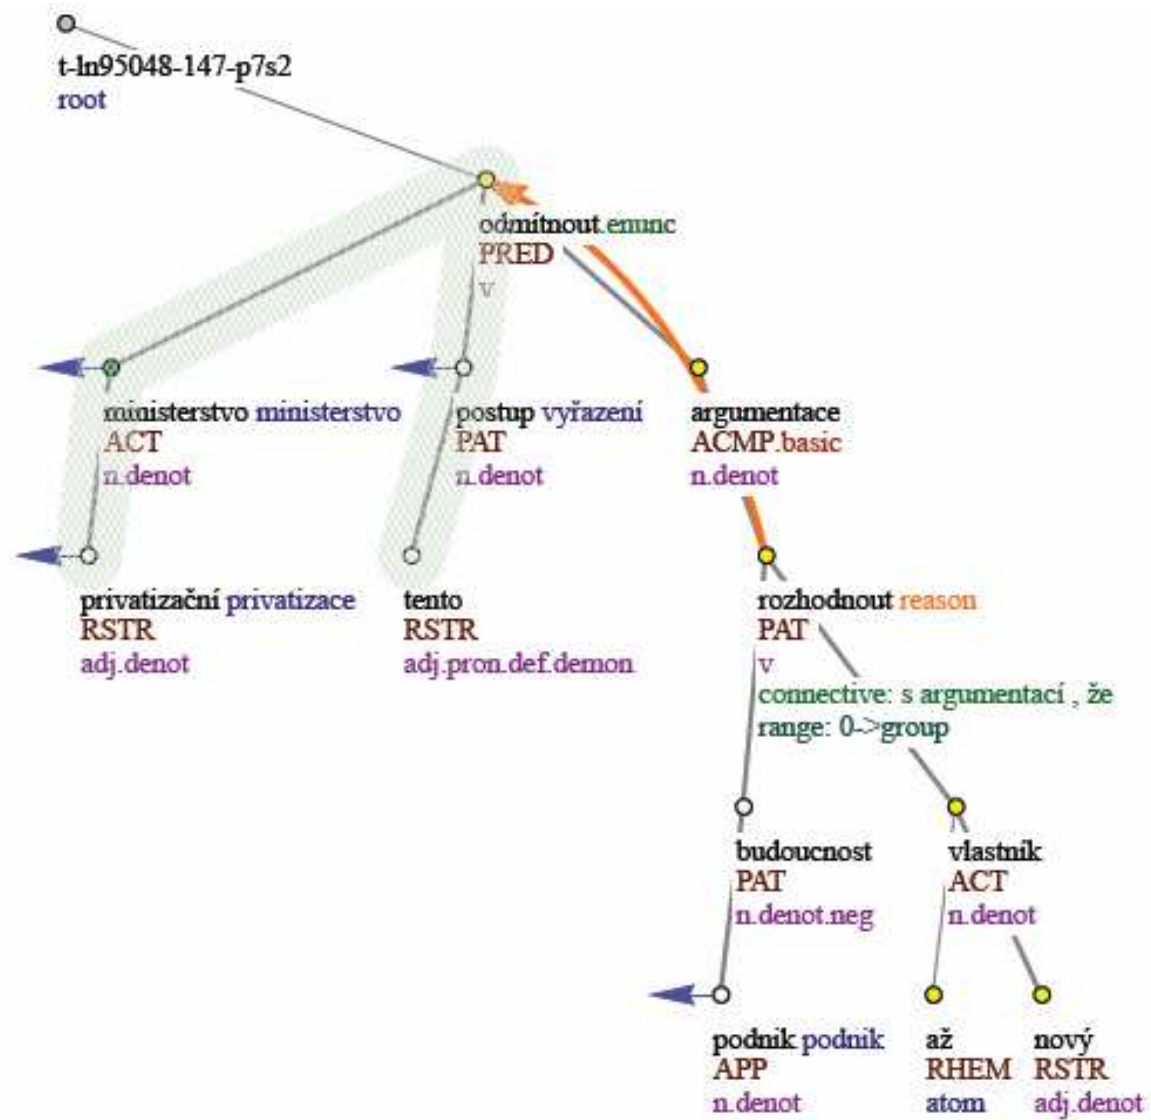 t-ln95048-147-p7s2
root
odmítnout.enunc
PRED
v
ministerstvo ministerstvo
ACT
n.denot
postup vyřazení
PAT
n.denot
argumentace
ACMP.basic
n.denot
privatizační privatizace
RSTR
adj.denot
tento
RSTR
adj.pron.def.demon
rozhodnout reason
PAT
v
connective: s argumentací , že
range: 0->group
budoucnost
PAT
n.denot.neg
vlastník
ACT
n.denot
podnik podnik
APP
n.denot
až
RHEM
atom
nový
RSTR
adj.denot